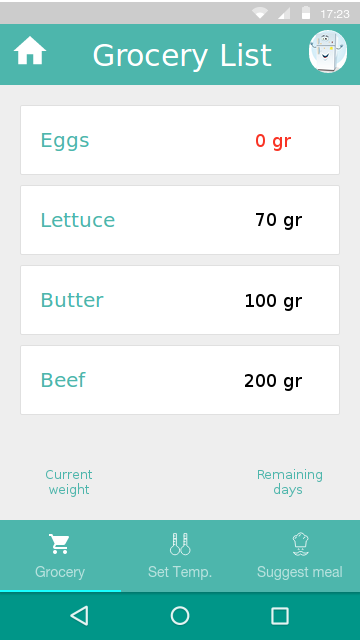 17:23
Grocery List
Eggs 0 gr
Lettuce 70 gr
Butter 100 gr
Beef 200 gr
Current Remaining
weight days
Grocery Set Temp. Suggest meal